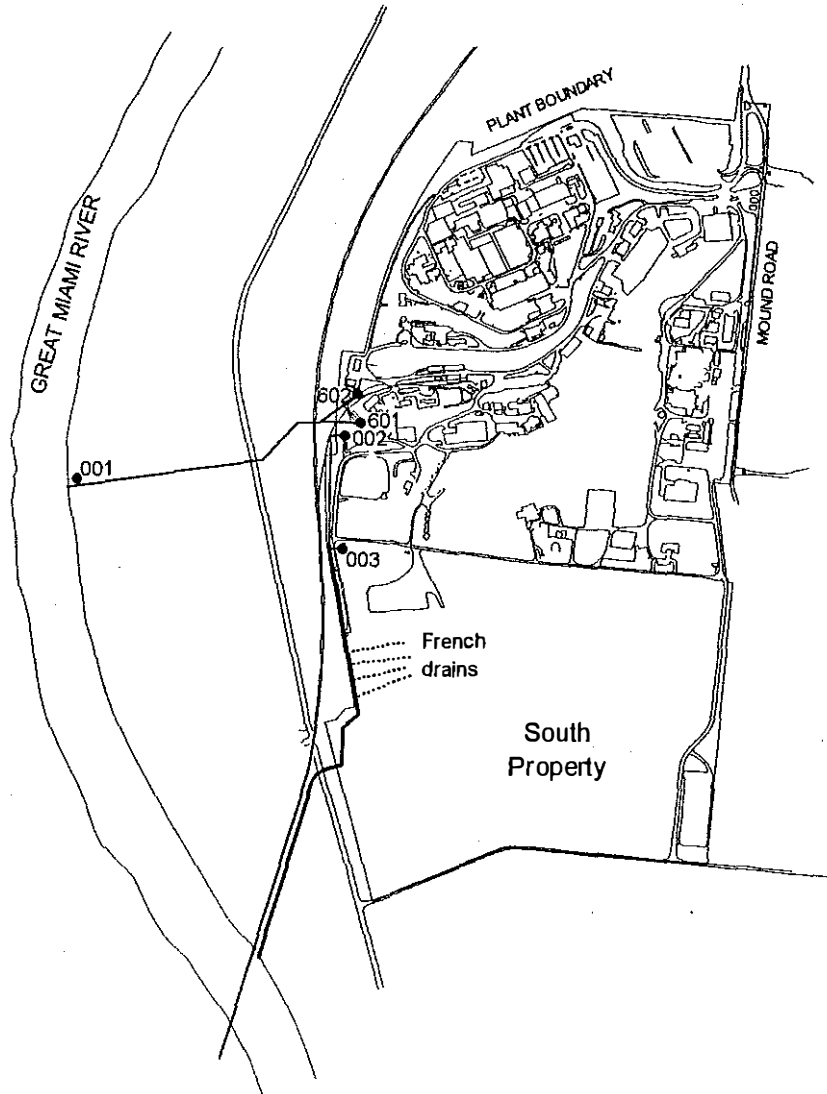 PLANT BOUNDARY
GREAT MIAMI RIVER
MOUND ROAD
602
601
002
001
003
French
drains
South
Property